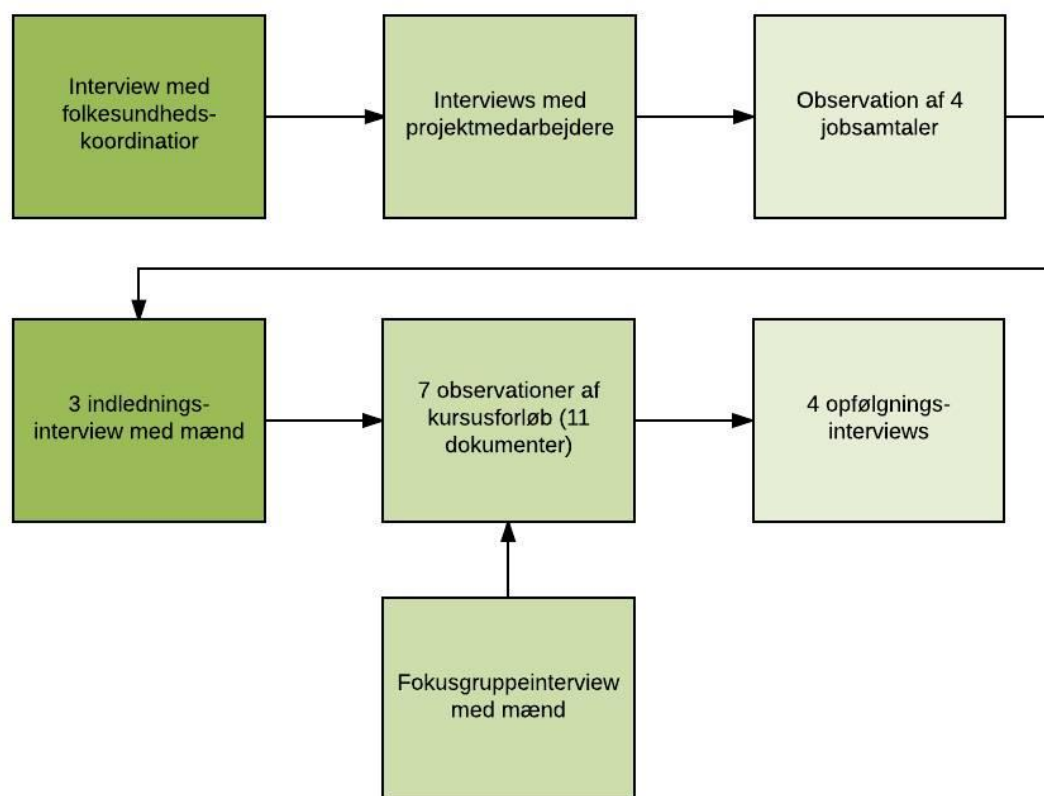 Interview med
folkesundheds-
koordinatior
Interviews med
projektmedarbejdere
Observation af 4
jobsamtaler
3 indlednings-
interview med mænd
7 observationer af
kursusforløb (11
dokumenter)
4 opfølgnings-
interviews
Fokusgruppeinterview
med mænd